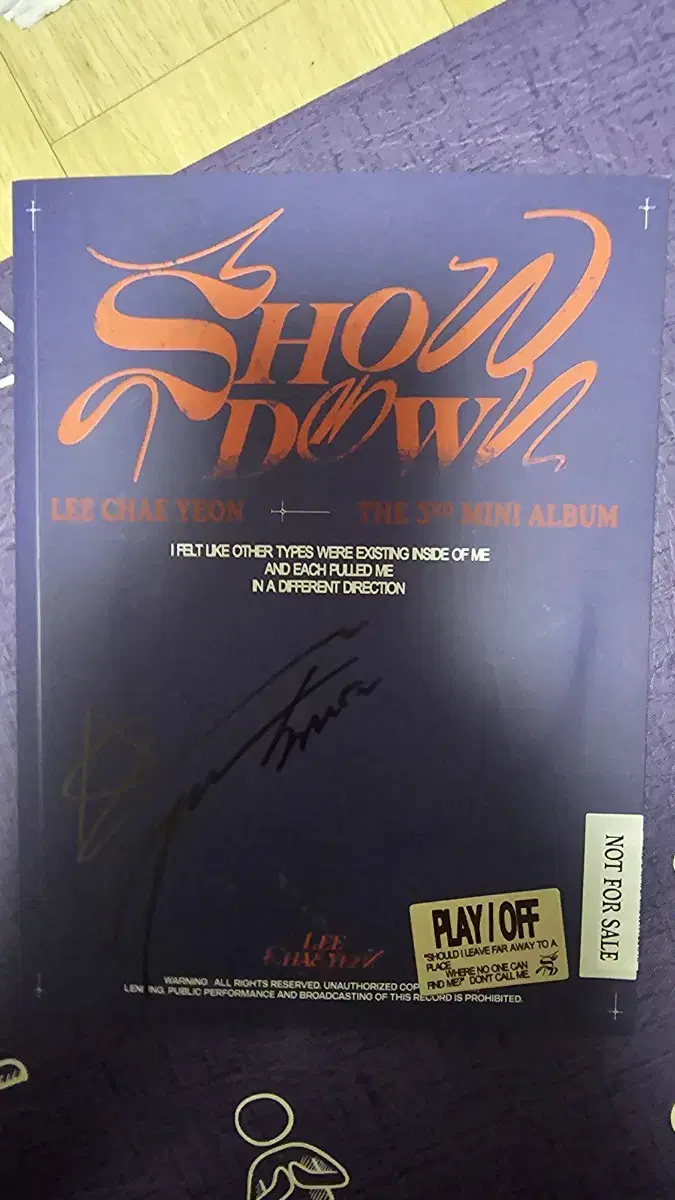 SHOW
DOWN
LEE CHAE YEON
THE 3RD MINI ALBUM
I FELT LIKE OTHER TYPES WERE EXISTING INSIDE OF ME
AND EACH PULLED ME
IN A DIFFERENT DIRECTION
NOT FOR SALE
PLAY / OFF
"SHOULD I LEAVE FAR AWAY TO A
PLACE
WHERE NO ONE CAN
FIND ME?" DON'T CALL ME.
LEE
CHAE YEON
WARNING ALL RIGHTS RESERVED. UNAUTHORIZED
PUBLIC PERFORMANCE AND BROADCASTING OF THIS RECORD IS PROHIBITED.